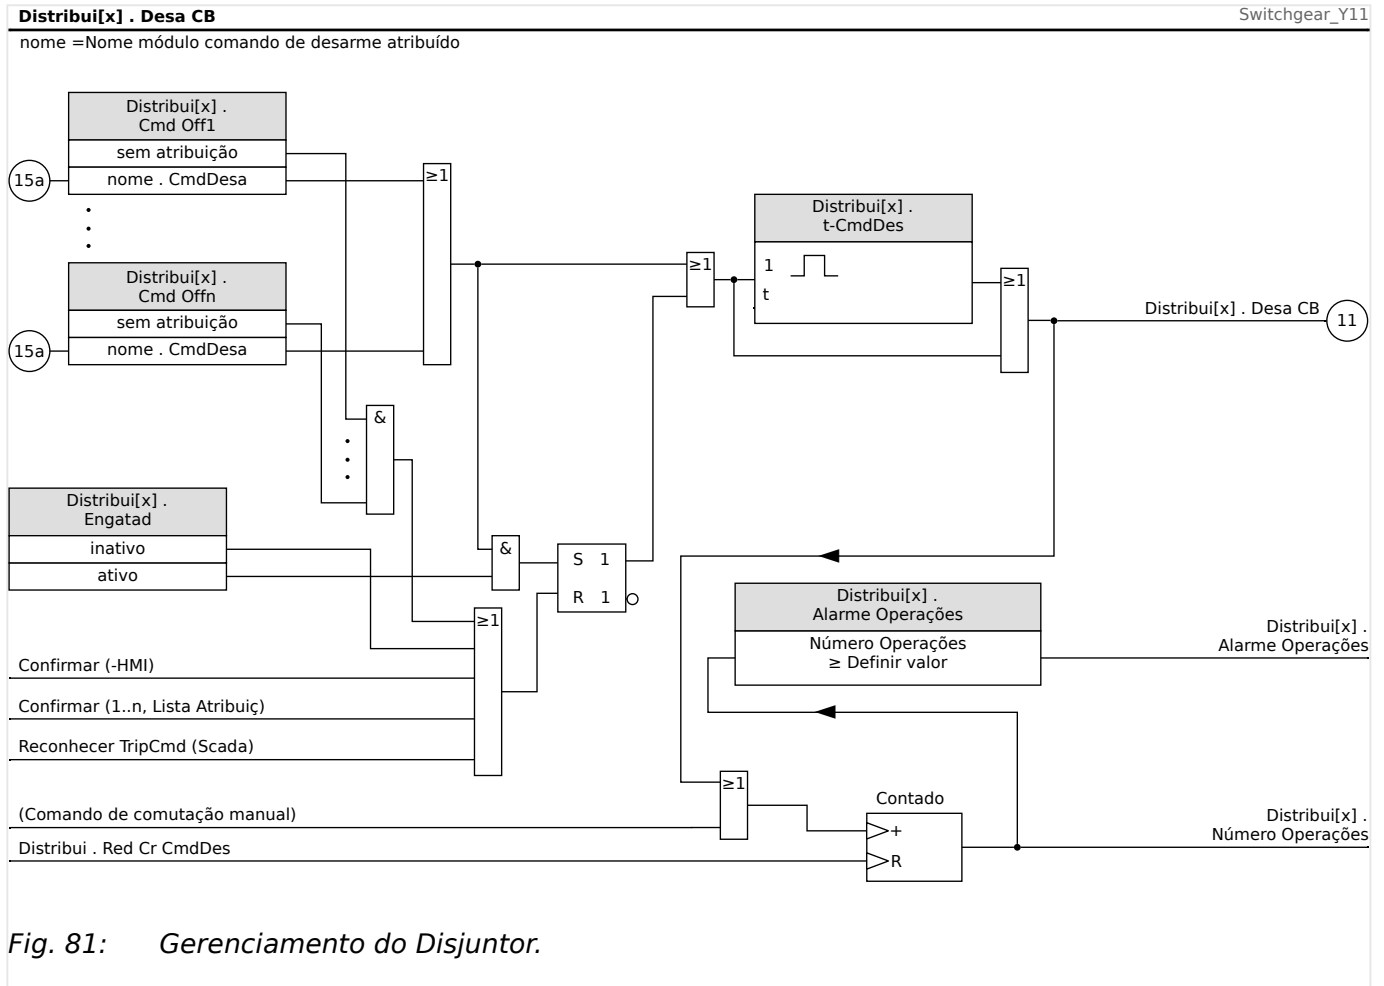 Distribui[x] . Desa CB
Switchgear_Y11
nome =Nome módulo comando de desarme atribuído
Distribui[x] .
Cmd Off1
sem atribuição
15a
nome . CmdDesa
≥1
Distribui[x] .
t-CmdDes
1
t
≥1
≥1
Distribui[x] . Desa CB
11
Distribui[x] .
Cmd Offn
sem atribuição
15a
nome . CmdDesa
&
Distribui[x] .
Engatad
inativo
ativo
&
S 1
R 1
≥1
Distribui[x] .
Alarme Operações
Número Operações
≥ Definir valor
Distribui[x] .
Alarme Operações
Confirmar (-HMI)
Confirmar (1..n, Lista Atribuiç)
Reconhecer TripCmd (Scada)
≥1
(Comando de comutação manual)
Contado
+
R
Distribui[x] .
Número Operações
Distribui . Red Cr CmdDes
Fig. 81: Gerenciamento do Disjuntor.